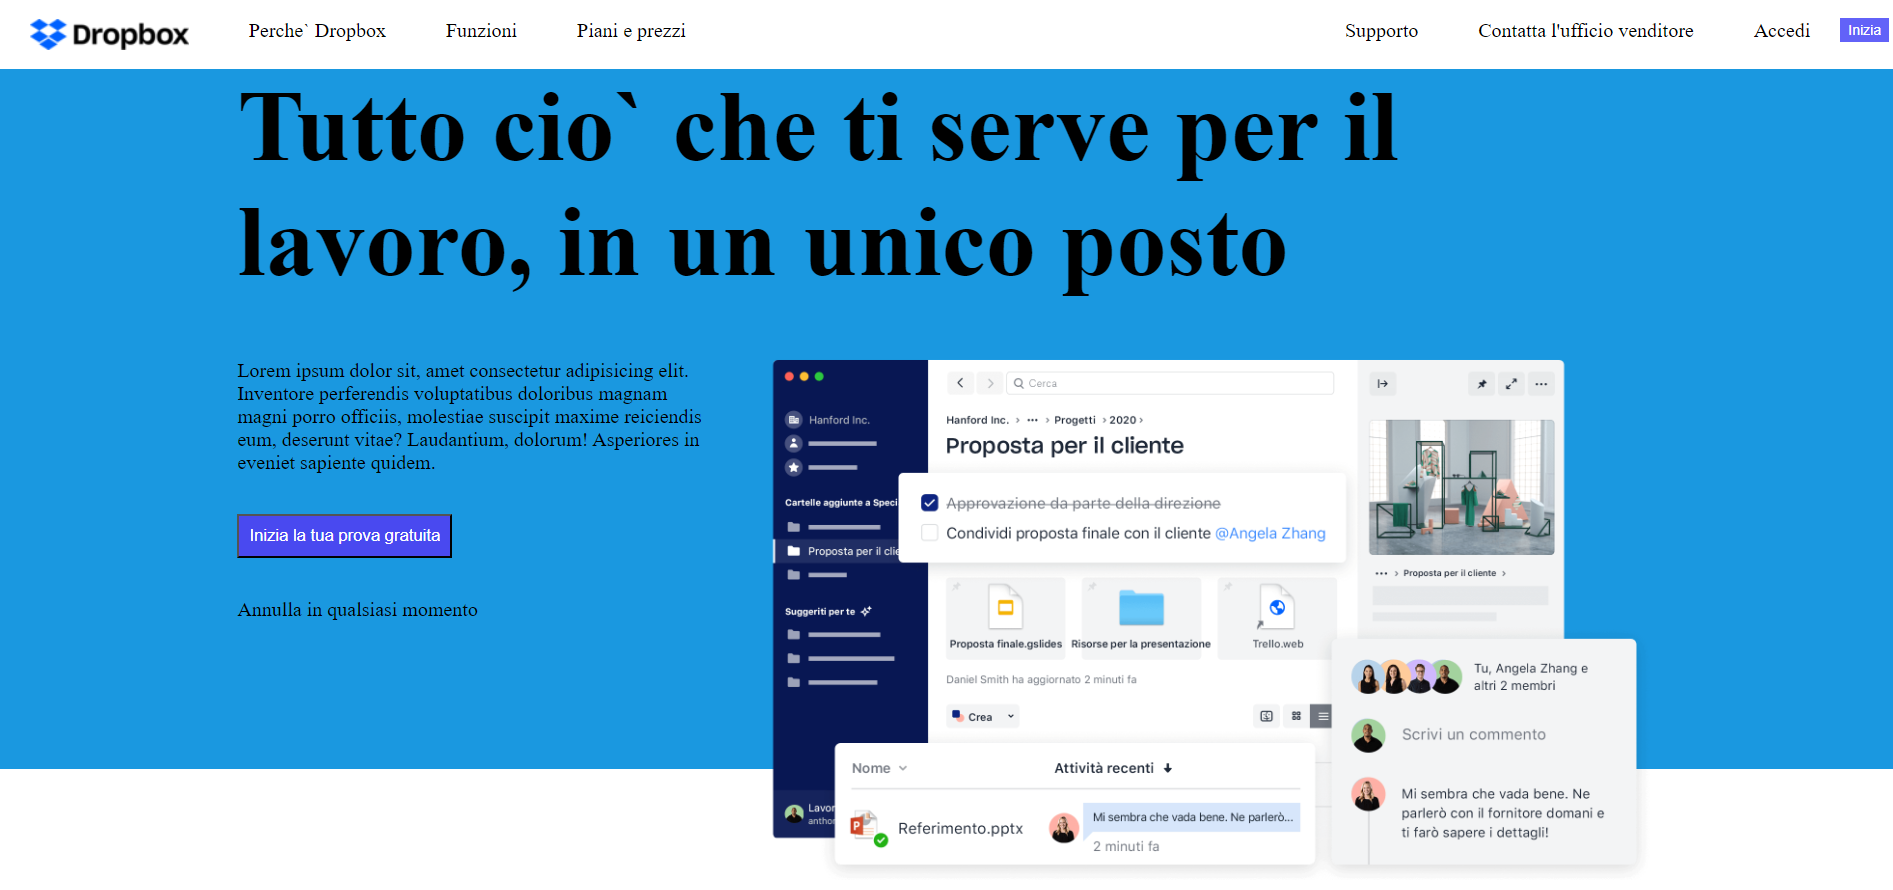 Dropbox
Perche` Dropbox
Funzioni
Piani e prezzi
Supporto
Contatta l'ufficio venditore
Accedi
Inizia
Tutto cio` che ti serve per il
lavoro, in un unico posto
Lorem ipsum dolor sit, amet consectetur adipisicing elit.
Inventore perferendis voluptatibus doloribus magnam
magni porro officiis, molestiae suscipit maxime reiciendis
eum, deserunt vitae? Laudantium, dolorum! Asperiores in
eveniet sapiente quidem.
Inizia la tua prova gratuita
Annulla in qualsiasi momento
Hanford Inc.
Cartelle aggiunte a Speci
Proposta per il clie
Suggeriti per te
Lavor
anthon
Cerca
Hanford Inc. › ··· › Progetti › 2020 ›
Proposta per il cliente
Approvazione da parte della direzione
Condividi proposta finale con il cliente @Angela Zhang
Proposta finale.gslides
Risorse per la presentazione
Trello.web
Daniel Smith ha aggiornato 2 minuti fa
Crea
Nome
Attività recenti
Referimento.pptx
Mi sembra che vada bene. Ne parlerò...
2 minuti fa
··· › Proposta per il cliente ›
Tu, Angela Zhang e
altri 2 membri
Scrivi un commento
Mi sembra che vada bene. Ne
parlerò con il fornitore domani e
ti farò sapere i dettagli!